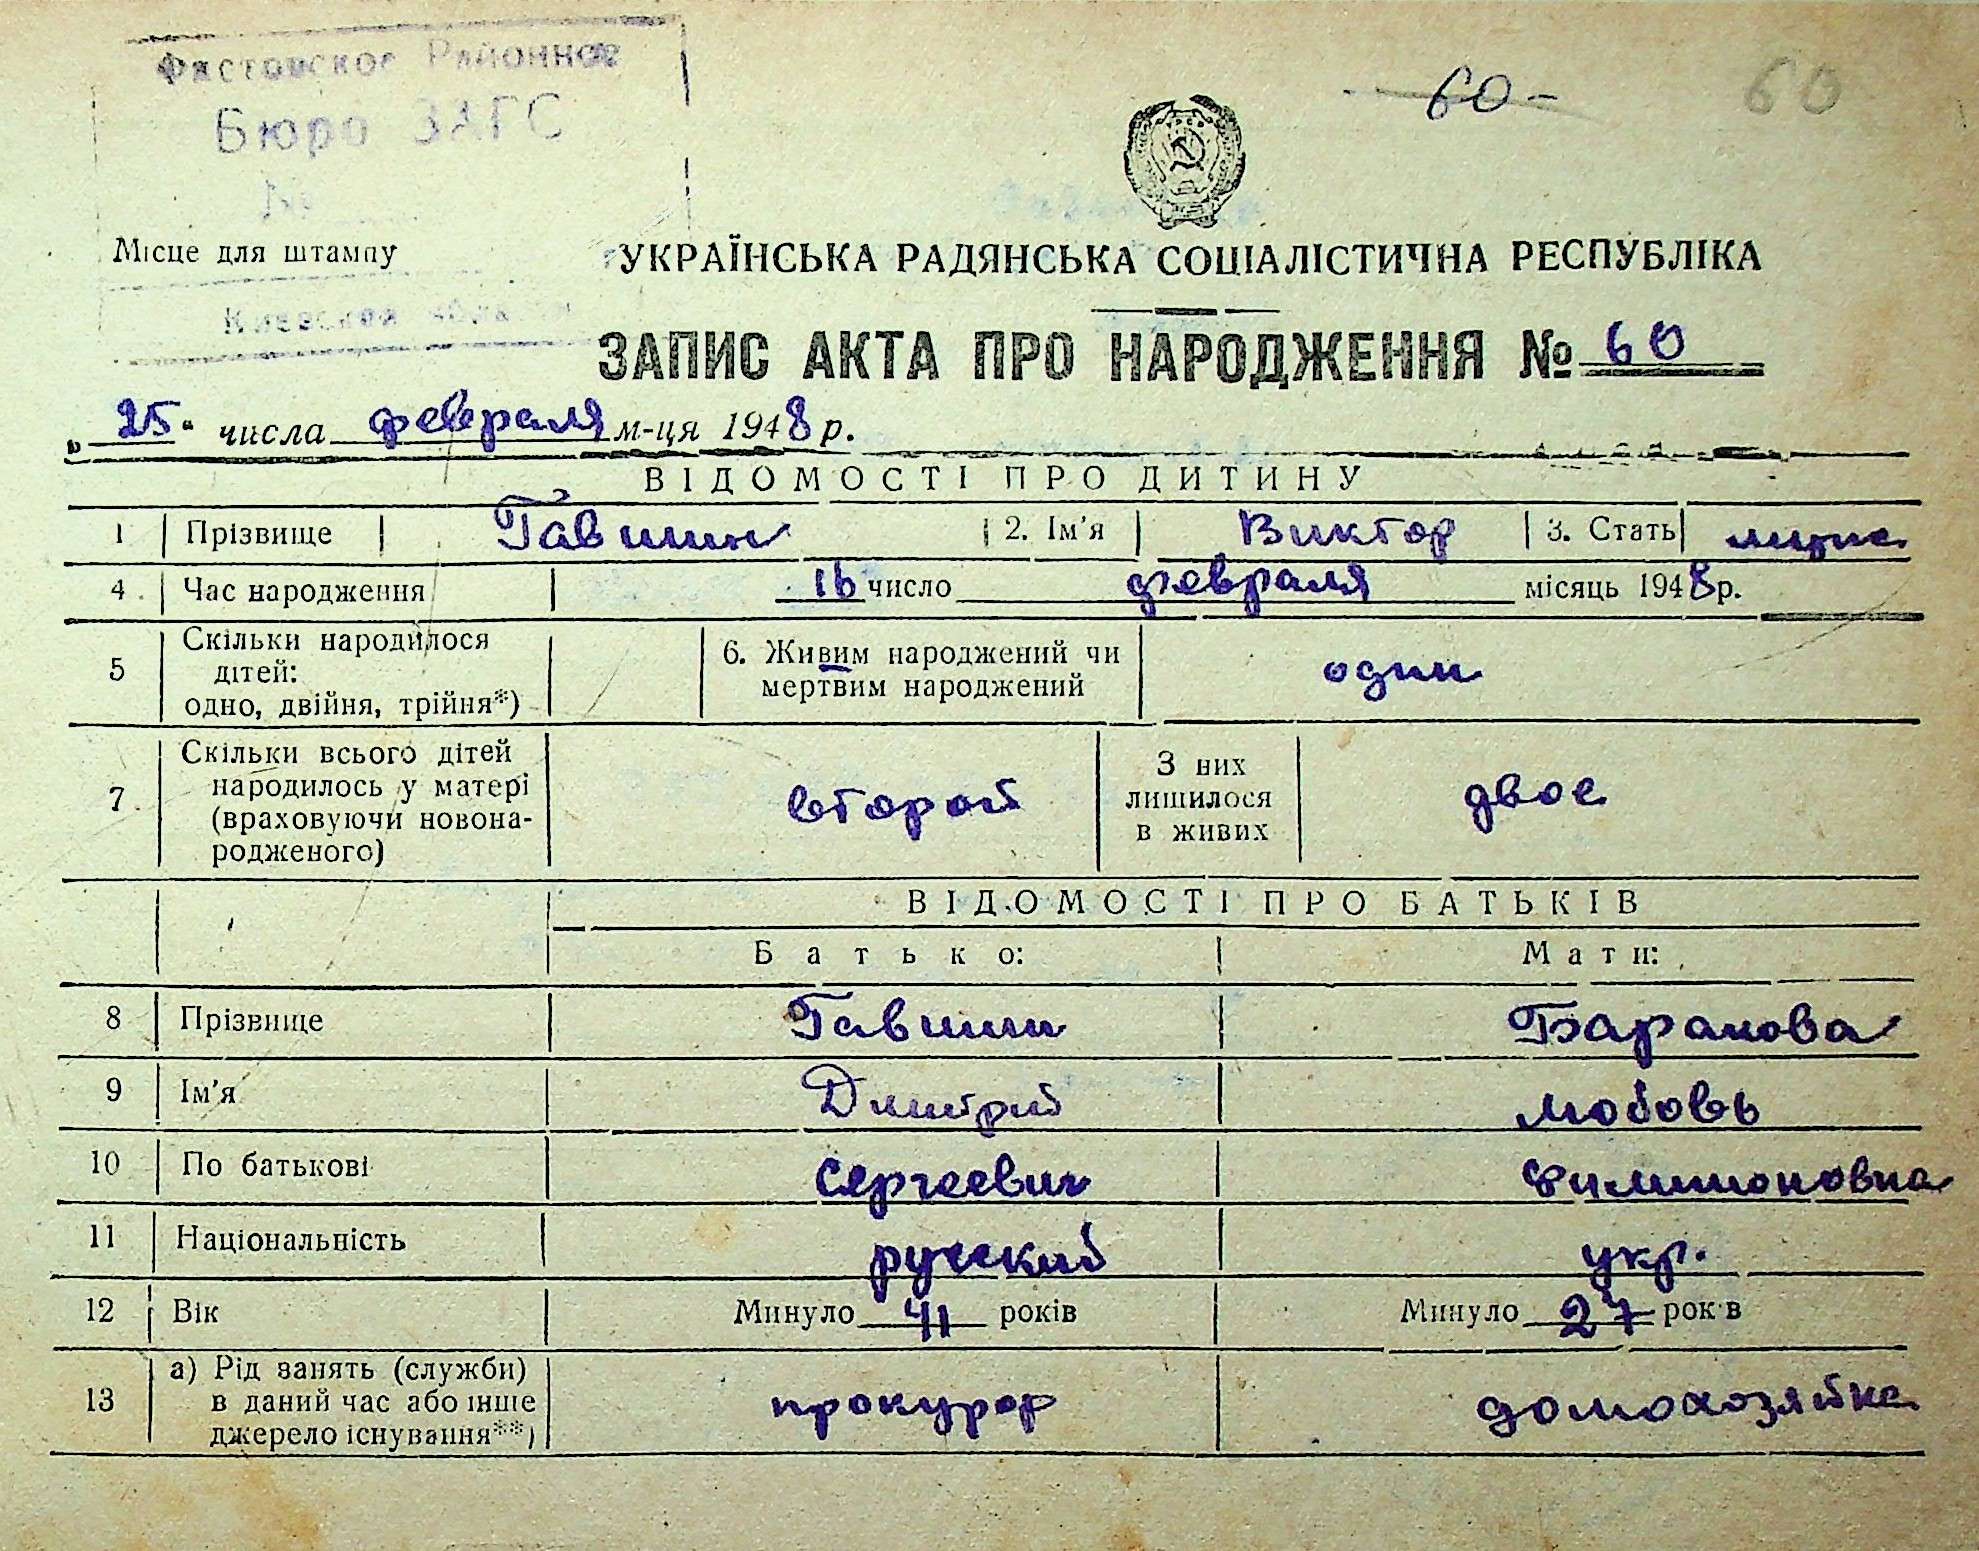 Фастовское Районное
Бюро ЗАГС
№
-60-
60
Місце для штампу
УКРАЇНСЬКА РАДЯНСЬКА СОЦІАЛІСТИЧНА РЕСПУБЛІКА
Киевской области
ЗАПИС АКТА ПРО НАРОДЖЕННЯ № 60
„25“ числа февраля м-ця 1948 р.
ВІДОМОСТІ ПРО ДИТИНУ
1 Прізвище Гавшин 2. Ім'я Виктор 3. Стать
4. Час народження 16 число февраля місяць 1948 р.
5 Скільки народилося дітей: одно, двійня, трійня*) 6. Живим народжений чи мертвим народжений один
7 Скільки всього дітей народилось у матері (враховуючи новонародженого) второй З них лишилося в живих двое
ВІДОМОСТІ ПРО БАТЬКІВ
Батько: Мати:
8 Прізвище Гавшин Баранова
9 Ім'я Дмитрий Любовь
10 По батькові Сергеевич Филимоновна
11 Національність русский укр.
12 Вік Минуло 41 років Минуло 27 років
13 а) Рід занять (служби) в даний час або інше джерело існування**) прокурор домохозяйка